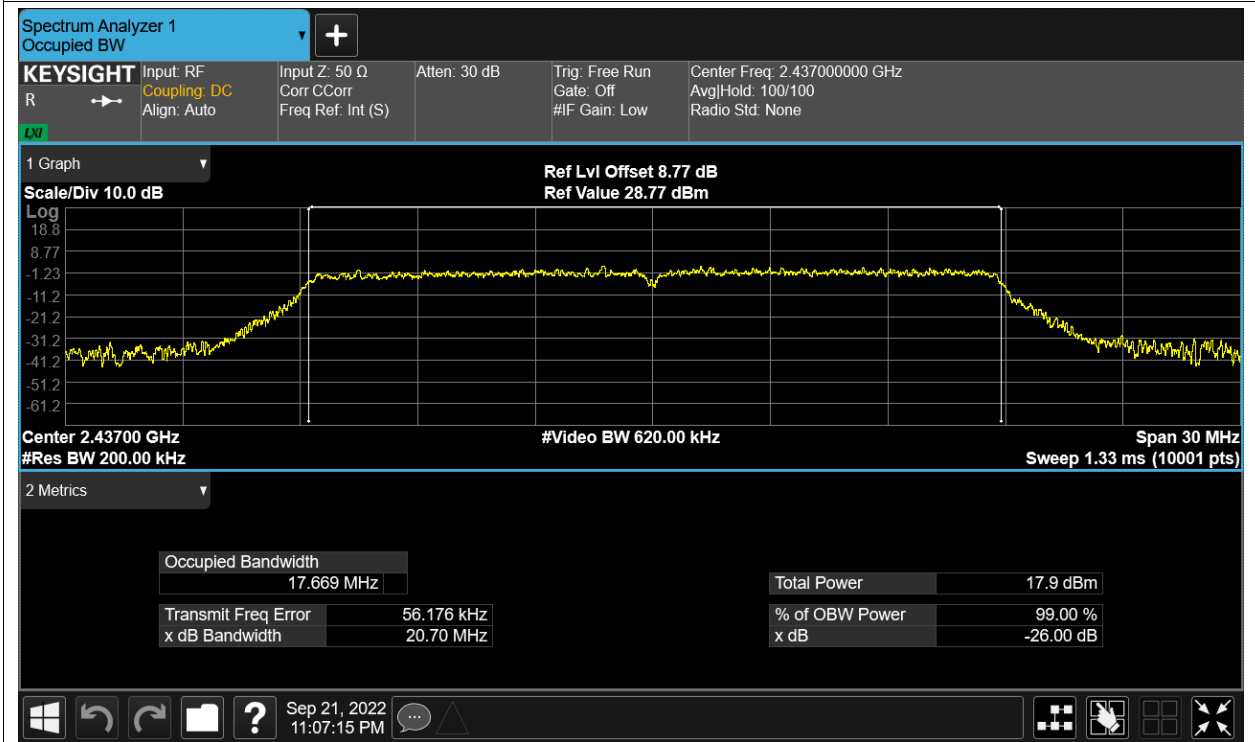 Spectrum Analyzer 1
Occupied BW
KEYSIGHT
R
LXI
Input: RF
Coupling: DC
Align: Auto
Input Z: 50 Ω
Corr CCorr
Freq Ref: Int (S)
Atten: 30 dB
Trig: Free Run
Gate: Off
#IF Gain: Low
Center Freq: 2.437000000 GHz
Avg|Hold: 100/100
Radio Std: None
1 Graph
Scale/Div 10.0 dB
Ref Lvl Offset 8.77 dB
Ref Value 28.77 dBm
Log
18.8
8.77
-1.23
-11.2
-21.2
-31.2
-41.2
-51.2
-61.2
Center 2.43700 GHz
#Res BW 200.00 kHz
#Video BW 620.00 kHz
Span 30 MHz
Sweep 1.33 ms (10001 pts)
2 Metrics
Occupied Bandwidth
17.669 MHz
Transmit Freq Error 56.176 kHz
x dB Bandwidth 20.70 MHz
Total Power 17.9 dBm
% of OBW Power 99.00 %
x dB -26.00 dB
?
Sep 21, 2022
11:07:15 PM